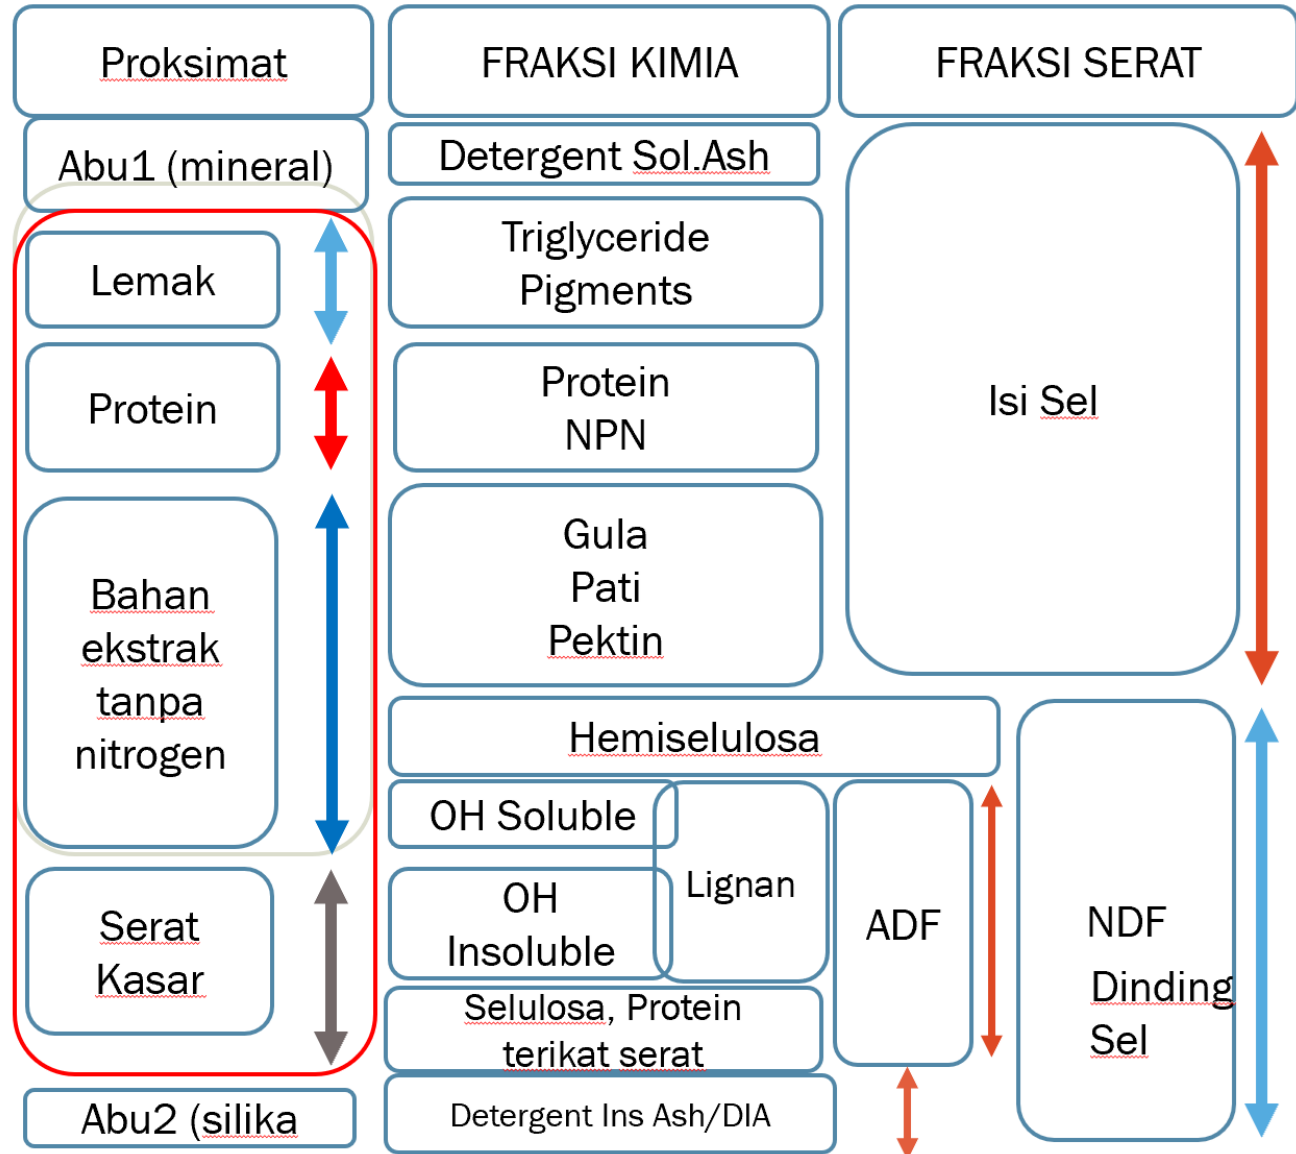 Proksimat
FRAKSI KIMIA
FRAKSI SERAT
Abu1 (mineral)
Detergent Sol.Ash
Lemak
Triglyceride
Pigments
Protein
Protein
NPN
Isi Sel
Bahan
ekstrak
tanpa
nitrogen
Gula
Pati
Pektin
Hemiselulosa
OH Soluble
Lignan
OH
Insoluble
ADF
NDF
Dinding
Sel
Serat
Kasar
Selulosa, Protein
terikat serat
Abu2 (silika
Detergent Ins Ash/DIA